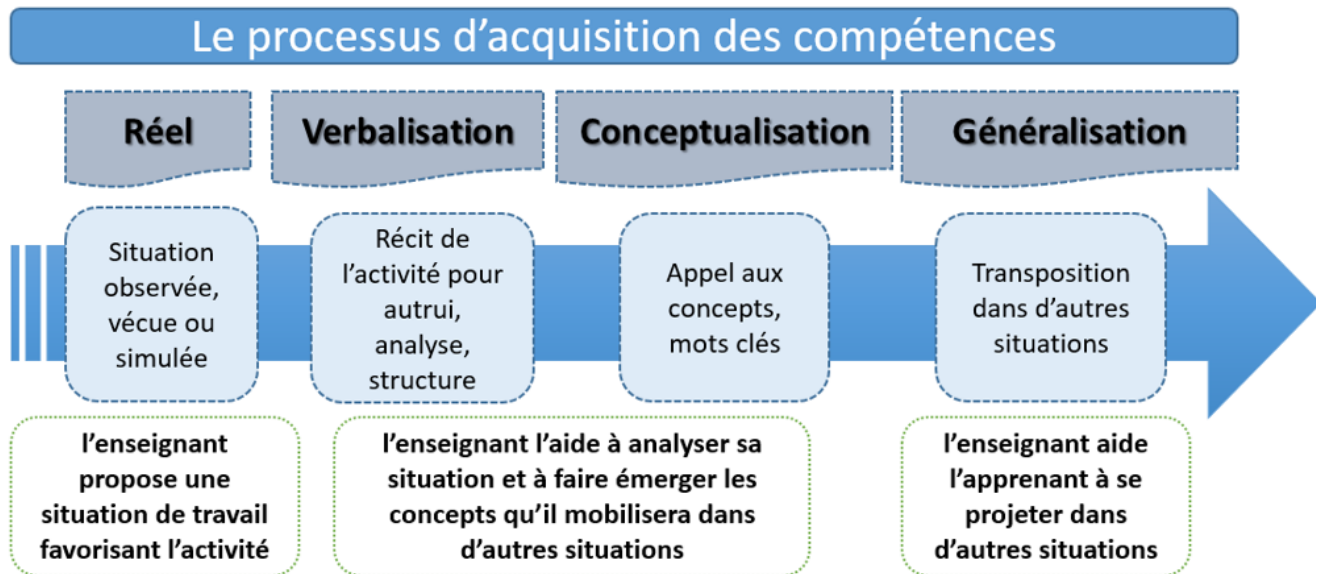 Le processus d'acquisition des compétences
Réel
Verbalisation
Conceptualisation
Généralisation
Situation
observée,
vécue ou
simulée
Récit de
l'activité pour
autrui,
analyse,
structure
Appel aux
concepts,
mots clés
Transposition
dans d'autres
situations
l'enseignant
propose une
situation de travail
favorisant l'activité
l'enseignant l'aide à analyser sa
situation et à faire émerger les
concepts qu'il mobilisera dans
d'autres situations
l'enseignant aide
l'apprenant à se
projeter dans
d'autres situations